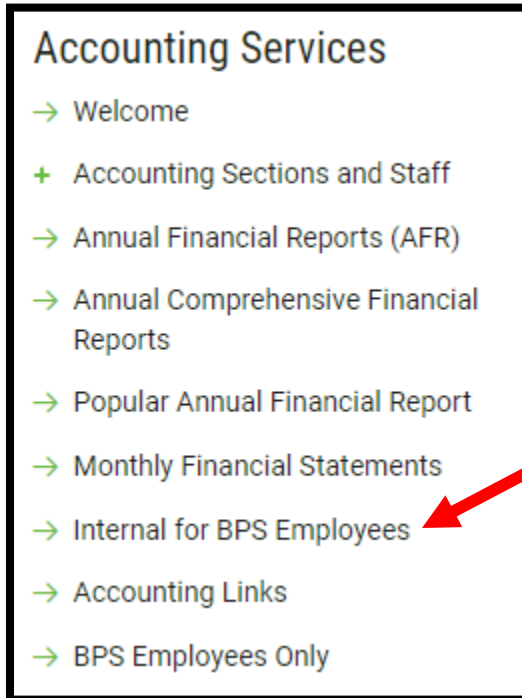 Accounting Services
Welcome
Accounting Sections and Staff
Annual Financial Reports (AFR)
Annual Comprehensive Financial
Reports
Popular Annual Financial Report
Monthly Financial Statements
Internal for BPS Employees
Accounting Links
BPS Employees Only